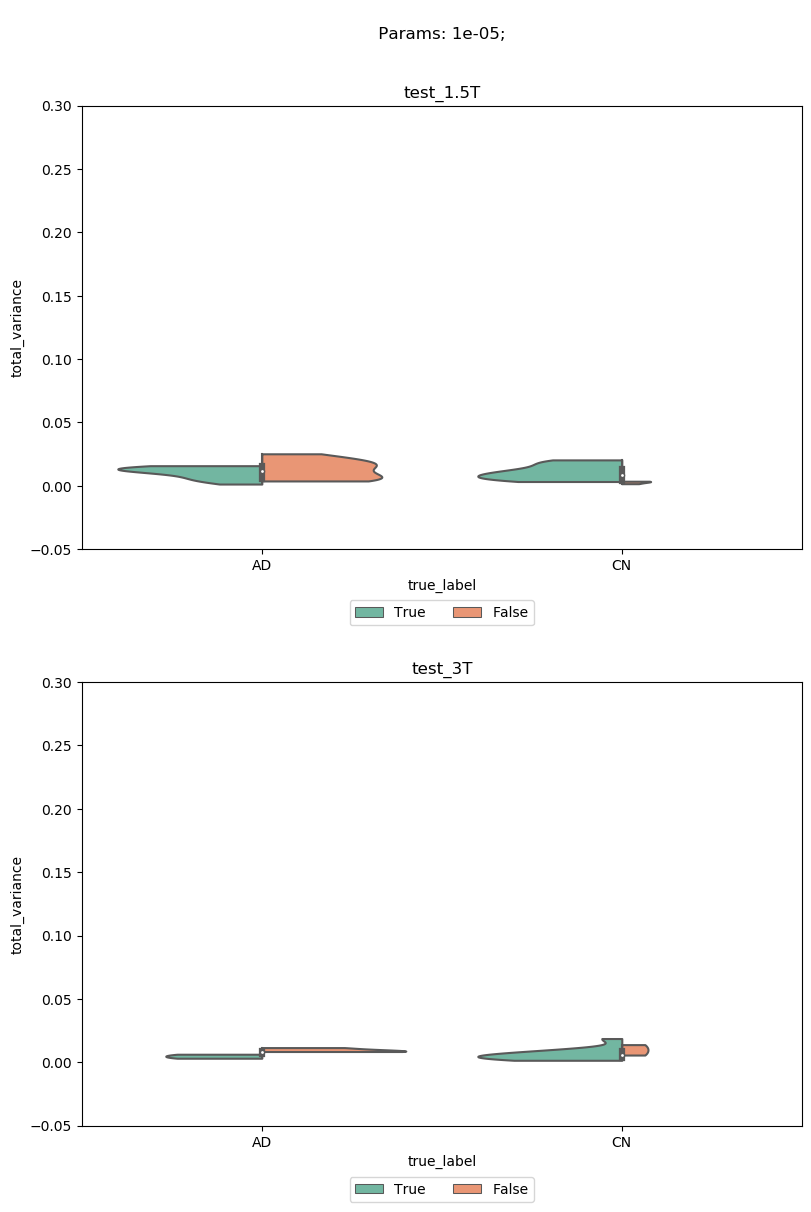 Params: 1e-05;
test_1.5T
0.30
0.25
0.20
0.15
0.10
0.05
0.00
−0.05
total_variance
AD CN
true_label
True False
test_3T
0.30
0.25
0.20
0.15
0.10
0.05
0.00
−0.05
total_variance
AD CN
true_label
True False